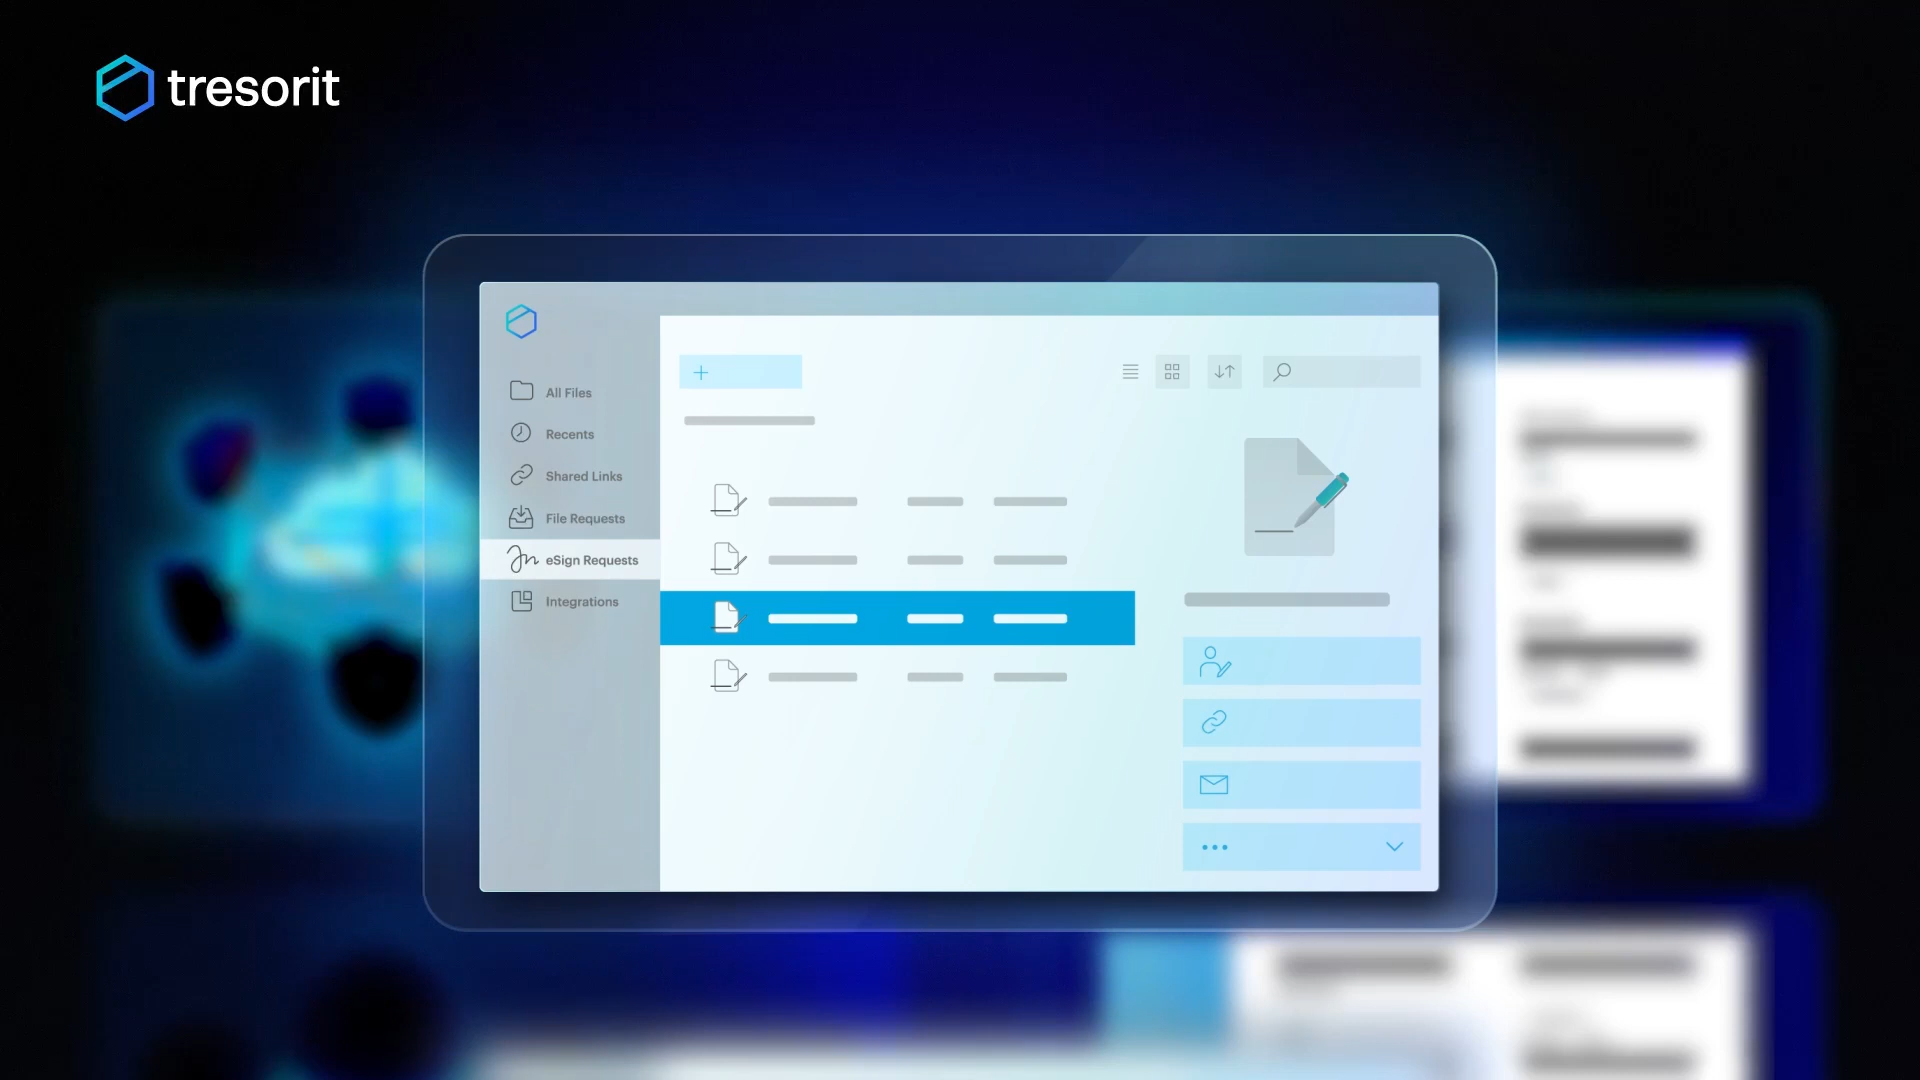 tresorit
All Files
Recents
Shared Links
File Requests
eSign Requests
Integrations